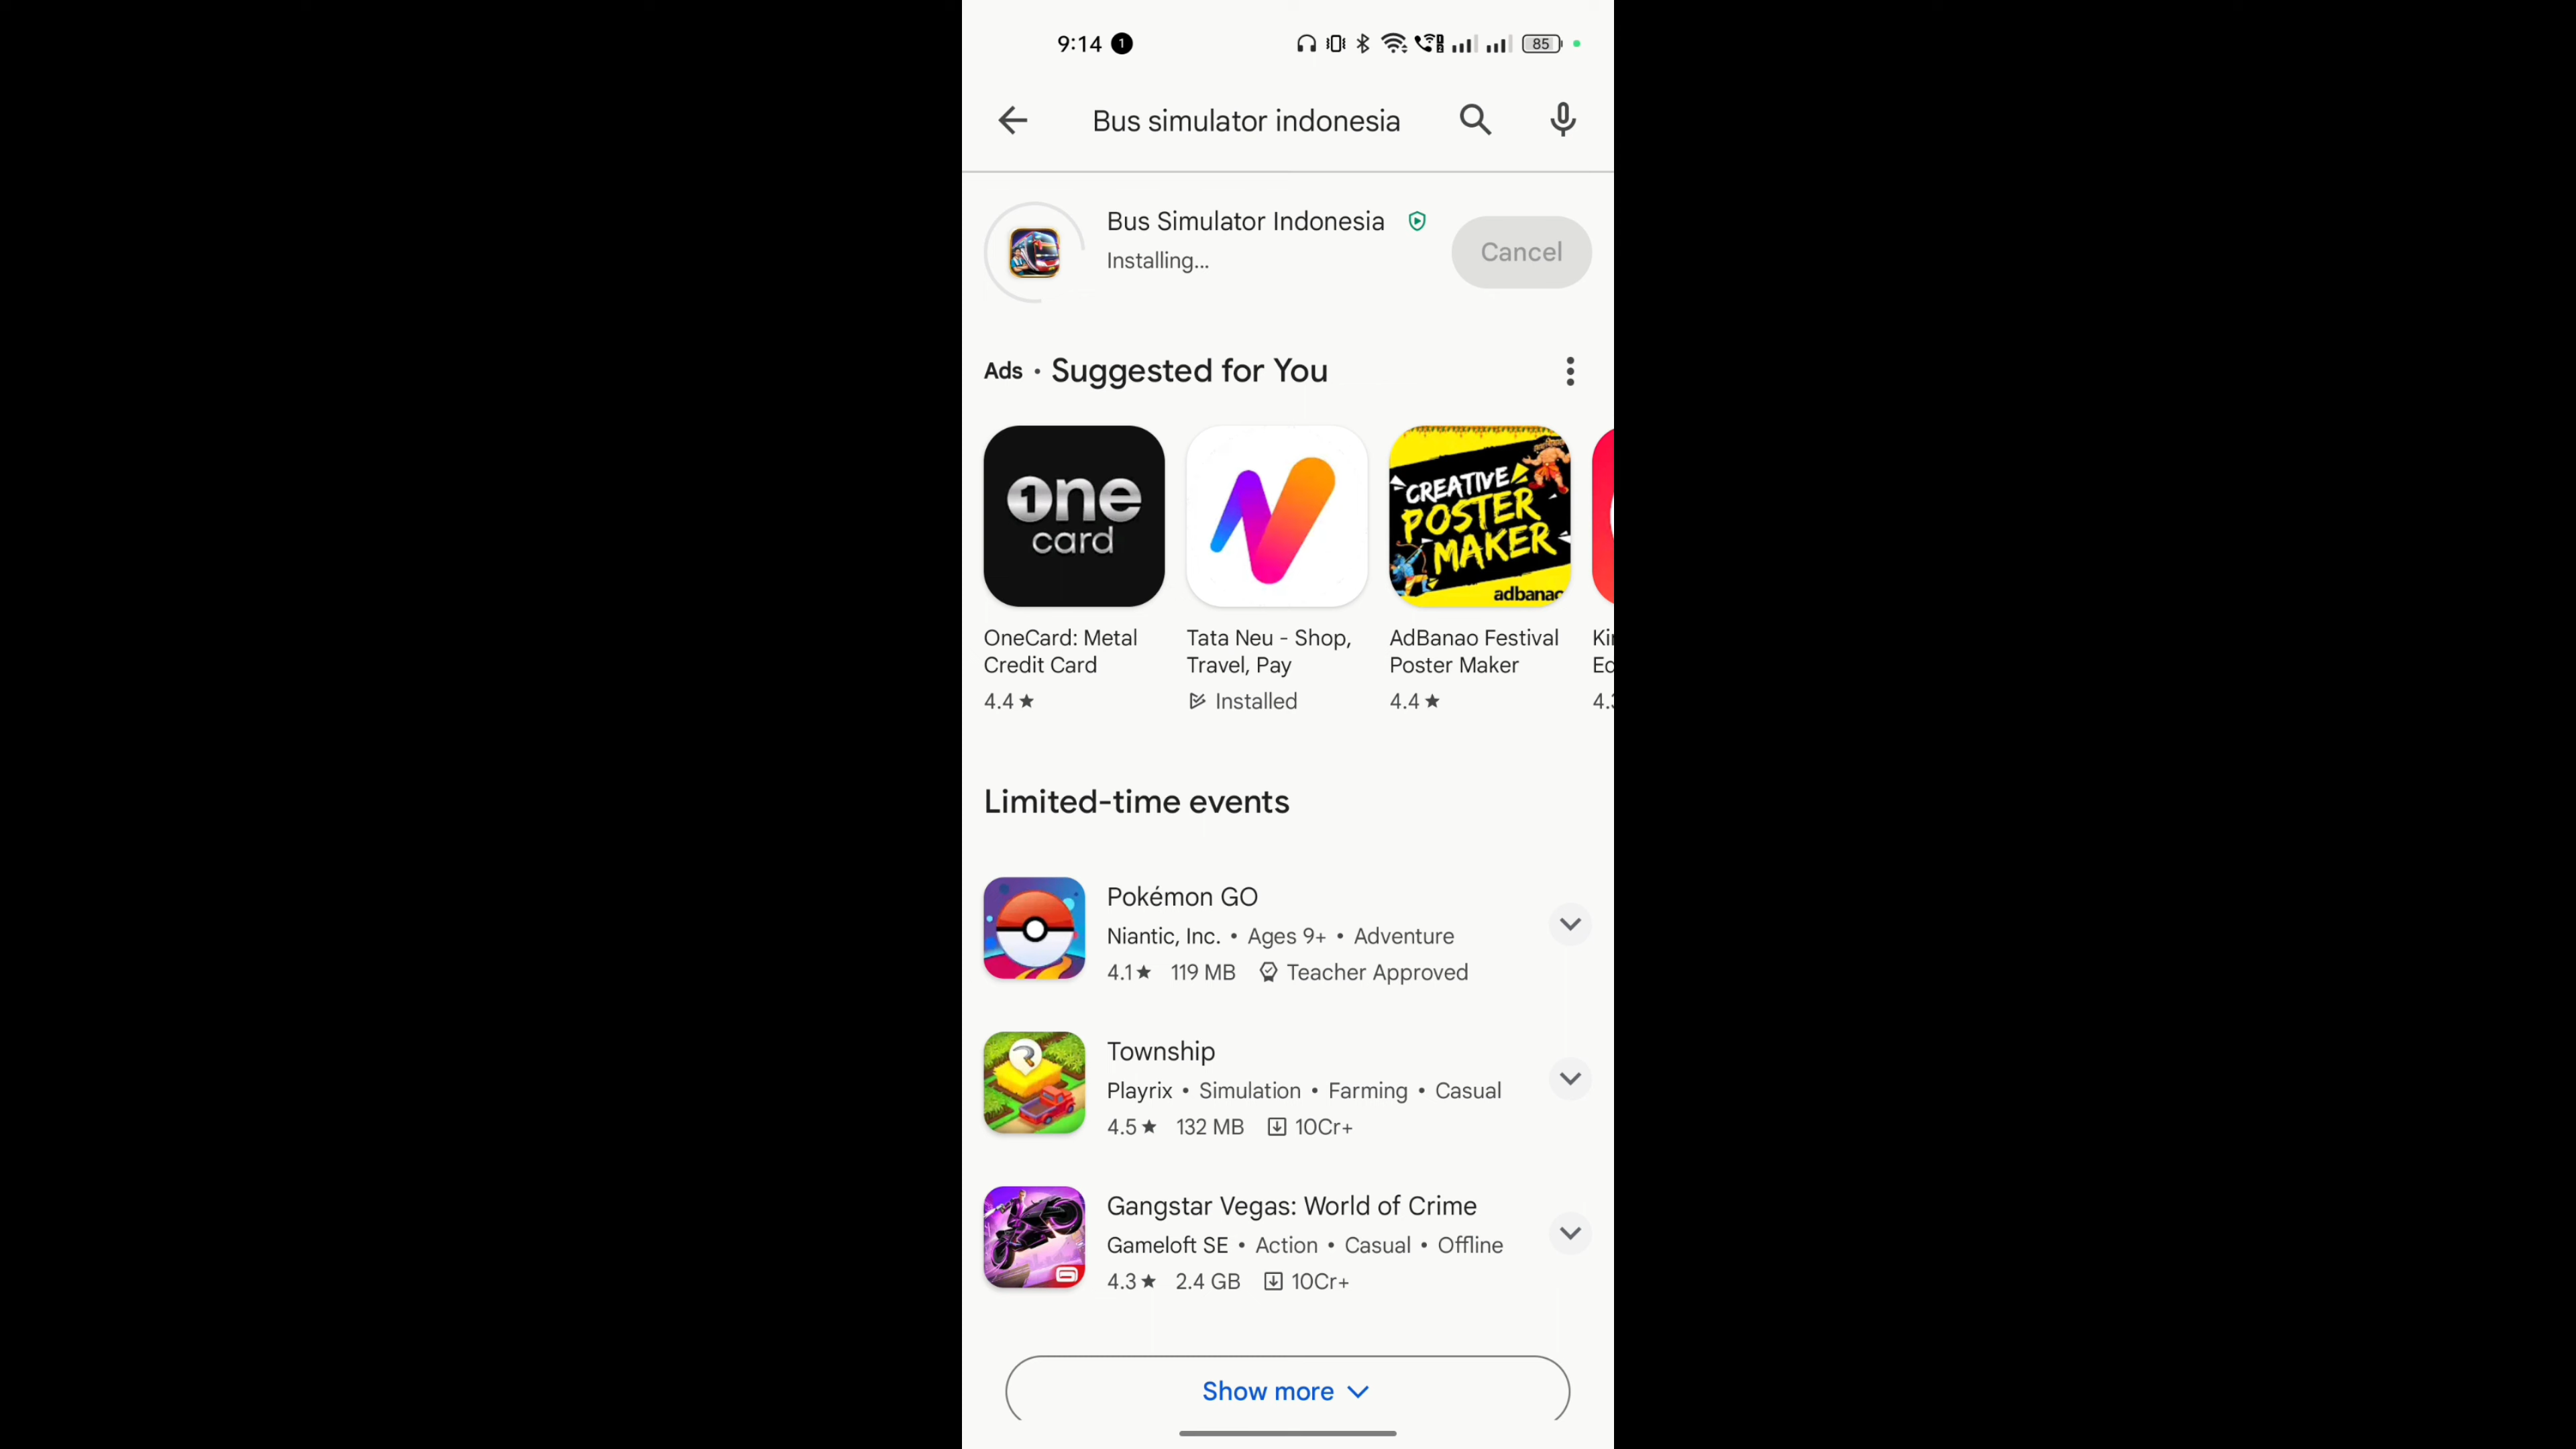 9:14 1
85
Bus simulator indonesia
Bus Simulator Indonesia
Installing...
Cancel
Ads • Suggested for You
One card
CREATIVE POSTER MAKER
adbanao
OneCard: Metal Credit Card
4.4★
Tata Neu - Shop, Travel, Pay
Installed
AdBanao Festival Poster Maker
4.4★
Limited-time events
Pokémon GO
Niantic, Inc. • Ages 9+ • Adventure
4.1★ 119 MB Teacher Approved
Township
Playrix • Simulation • Farming • Casual
4.5★ 132 MB 10Cr+
Gangstar Vegas: World of Crime
Gameloft SE • Action • Casual • Offline
4.3★ 2.4 GB 10Cr+
Show more